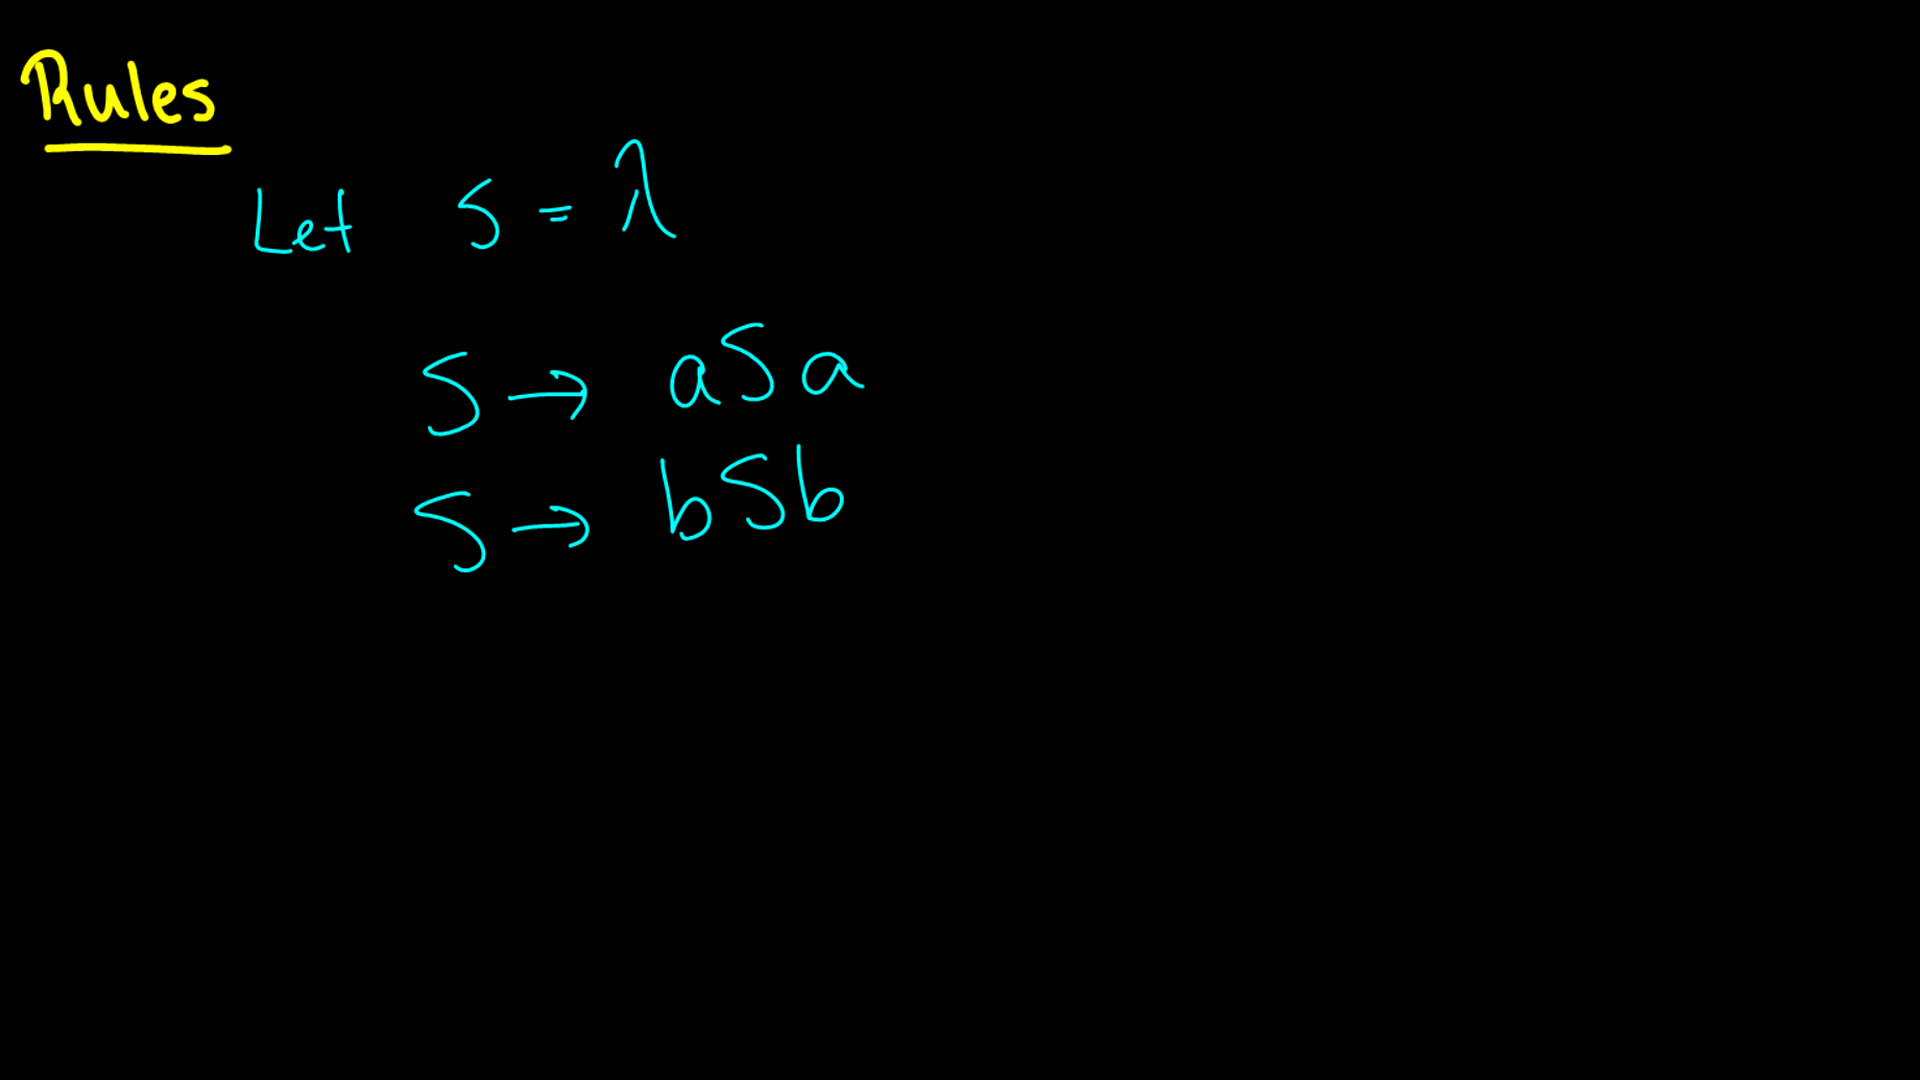 Rules
Let S = λ
S → aSa
S → bSb